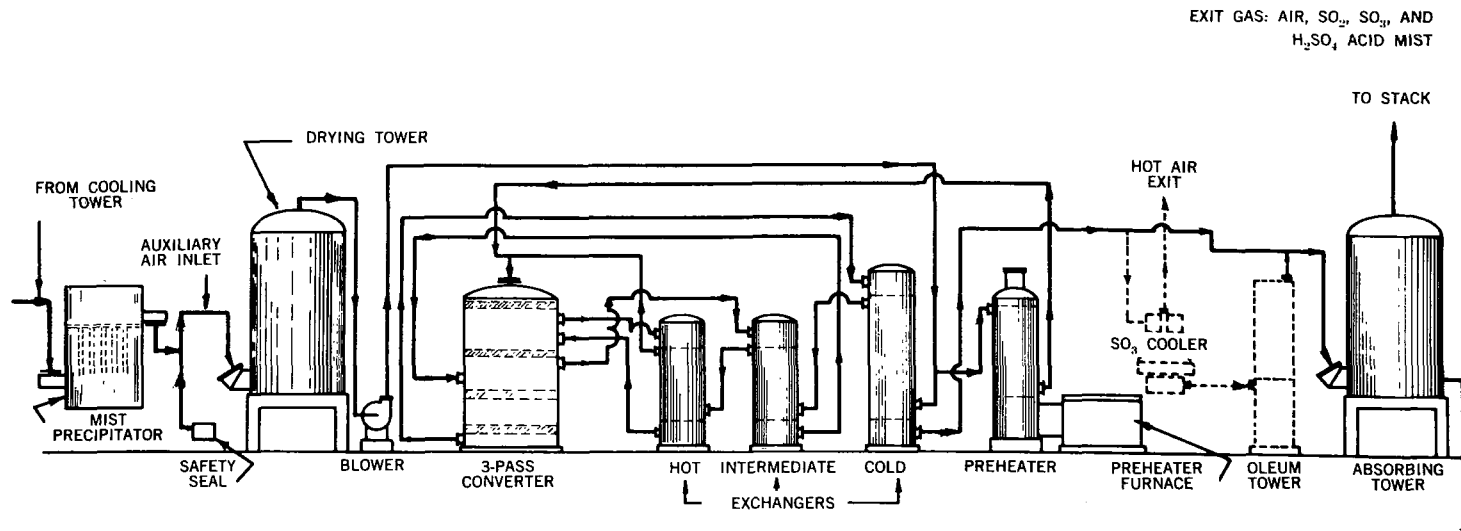 EXIT GAS: AIR, SO₂, SO₃, AND
H₂SO₄ ACID MIST
TO STACK
DRYING TOWER
HOT AIR
EXIT
FROM COOLING
TOWER
AUXILIARY
AIR INLET
SO₃ COOLER
MIST
PRECIPITATOR
SAFETY
SEAL
BLOWER
3-PASS
CONVERTER
HOT
INTERMEDIATE
COLD
EXCHANGERS
PREHEATER
PREHEATER
FURNACE
OLEUM
TOWER
ABSORBING
TOWER